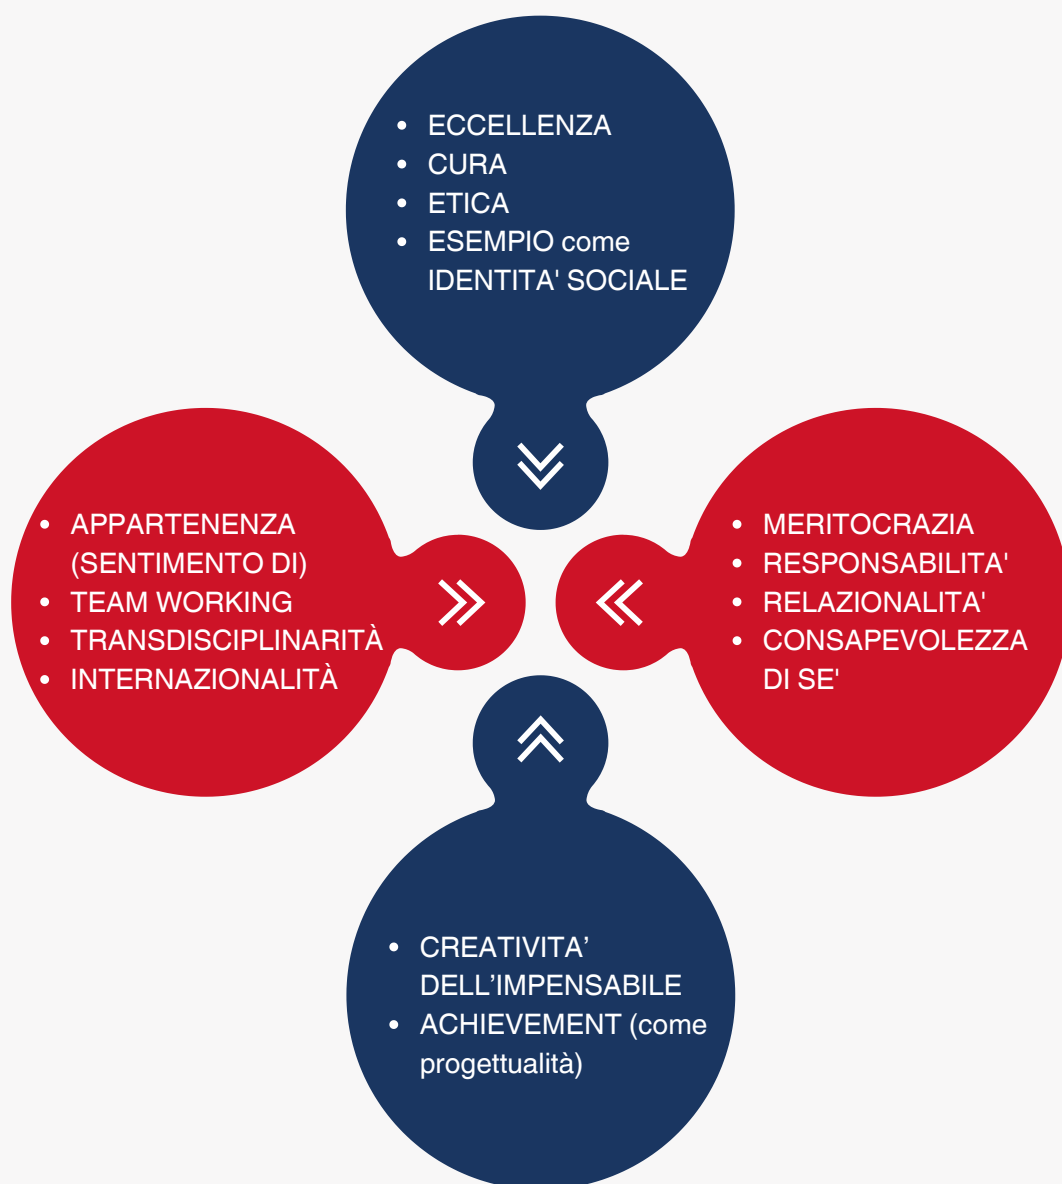 • ECCELLENZA
• CURA
• ETICA
• ESEMPIO come
IDENTITA' SOCIALE
• APPARTENENZA
(SENTIMENTO DI)
• TEAM WORKING
• TRANSDISCIPLINARITÀ
• INTERNAZIONALITÀ
• MERITOCRAZIA
• RESPONSABILITA'
• RELAZIONALITA'
• CONSAPEVOLEZZA
DI SE'
• CREATIVITA’
DELL’IMPENSABILE
• ACHIEVEMENT (come
progettualità)